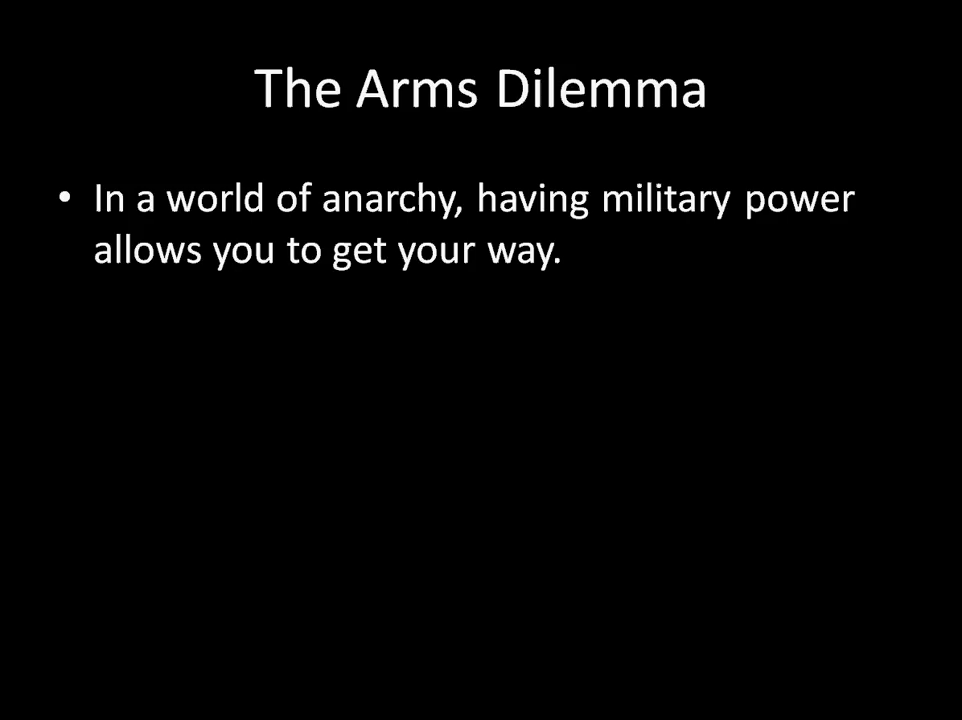 The Arms Dilemma
• In a world of anarchy, having military power
allows you to get your way.